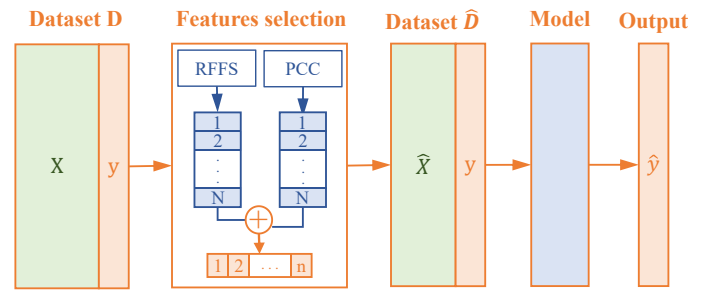 Dataset D
Features selection
Dataset D̂
Model
Output
RFFS
PCC
1
1
2
2
.
.
.
.
.
.
X
y
X̂
y
ŷ
N
N
+
1 2 . . . n